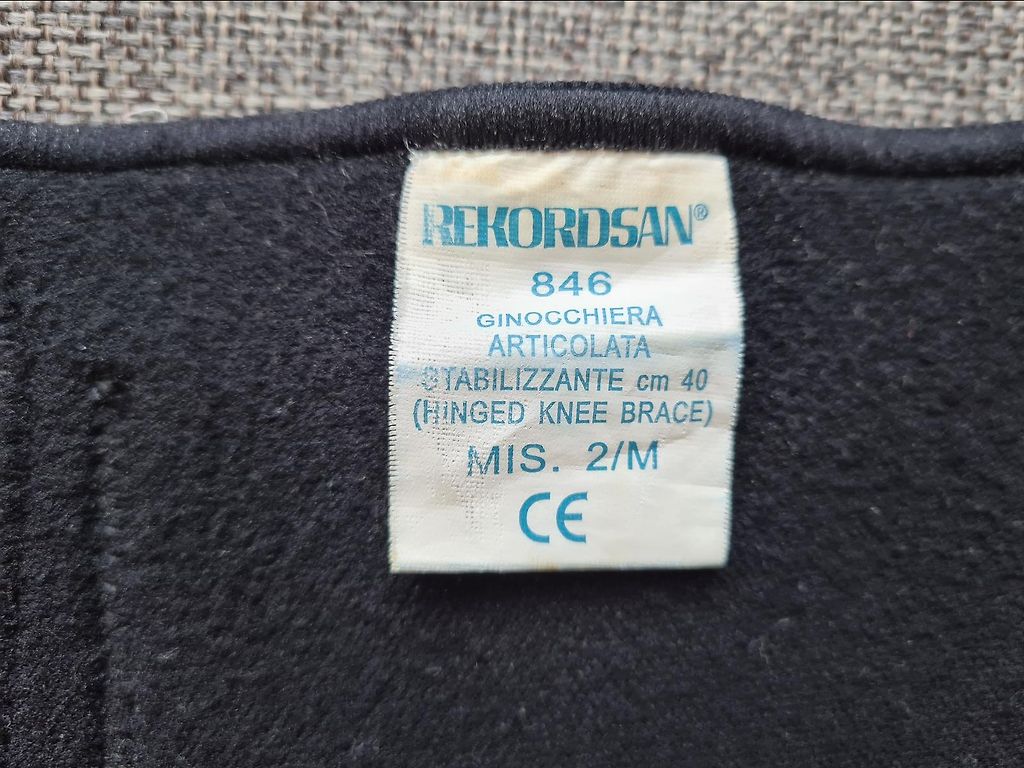 REKORDSAN®
846
GINOCCHIERA
ARTICOLATA
STABILIZZANTE cm 40
(HINGED KNEE BRACE)
MIS. 2/M
CE